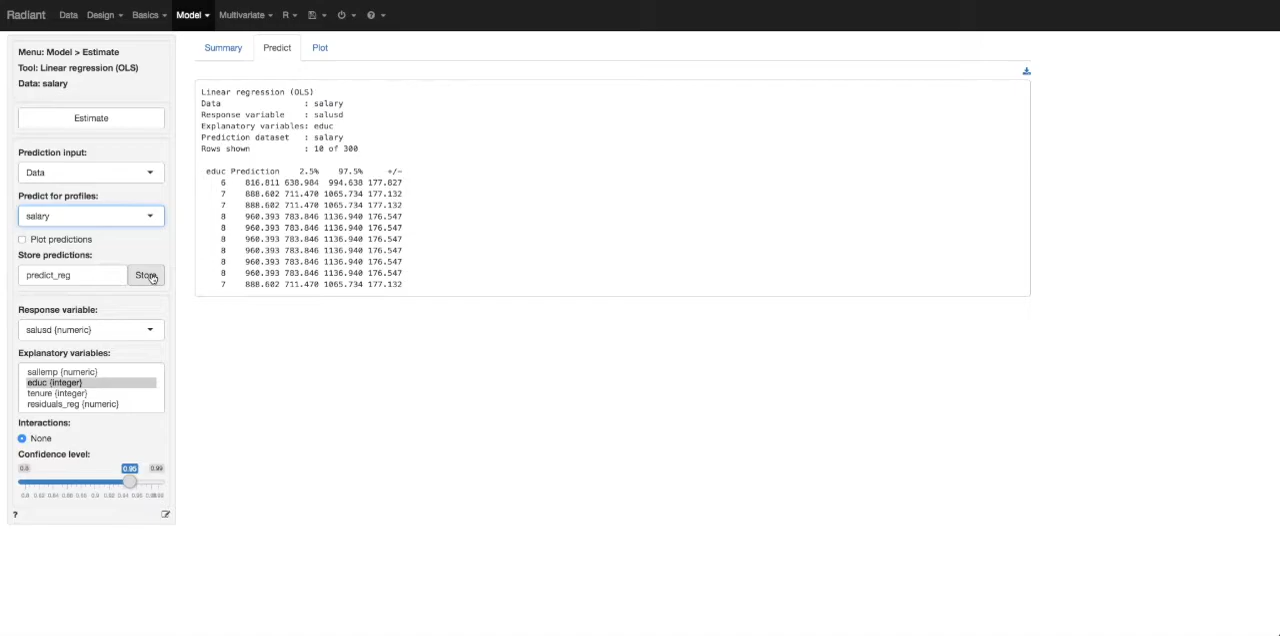 Radiant Data Design Basics Model Multivariate R
Menu: Model > Estimate
Tool: Linear regression (OLS)
Data: salary
Estimate
Prediction input:
Data
Predict for profiles:
salary
Plot predictions
Store predictions:
predict_reg Store
Response variable:
salusd {numeric}
Explanatory variables:
sallemp {numeric}
educ {integer}
tenure {integer}
residuals_reg {numeric}
Interactions:
None
Confidence level:
0.8 0.95 0.99
?
Summary Predict Plot
Linear regression (OLS)
Data : salary
Response variable : salusd
Explanatory variables: educ
Prediction dataset : salary
Rows shown : 10 of 300
educ Prediction 2.5% 97.5% +/-
6 816.811 638.984 994.638 177.827
7 888.602 711.470 1065.734 177.132
7 888.602 711.470 1065.734 177.132
8 960.393 783.846 1136.940 176.547
8 960.393 783.846 1136.940 176.547
8 960.393 783.846 1136.940 176.547
8 960.393 783.846 1136.940 176.547
8 960.393 783.846 1136.940 176.547
8 960.393 783.846 1136.940 176.547
7 888.602 711.470 1065.734 177.132